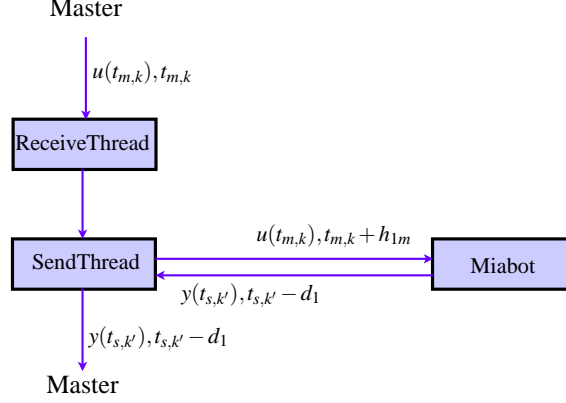 Master
u(t_{m,k}), t_{m,k}
ReceiveThread
u(t_{m,k}), t_{m,k} + h_{1m}
SendThread
Miabot
y(t_{s,k'}), t_{s,k'} − d_1
y(t_{s,k'}), t_{s,k'} − d_1
Master